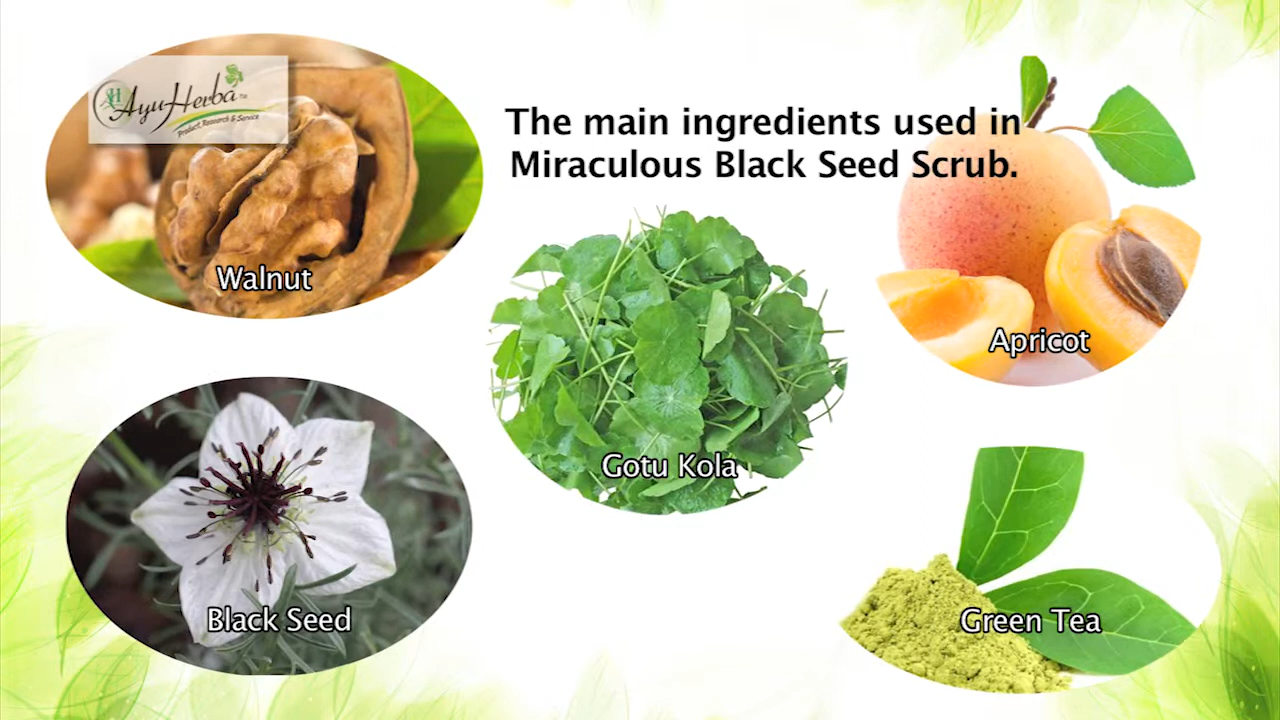 AyuHerba
Product, Research & Service
The main ingredients used in
Miraculous Black Seed Scrub.
Walnut
Apricot
Gotu Kola
Black Seed
Green Tea